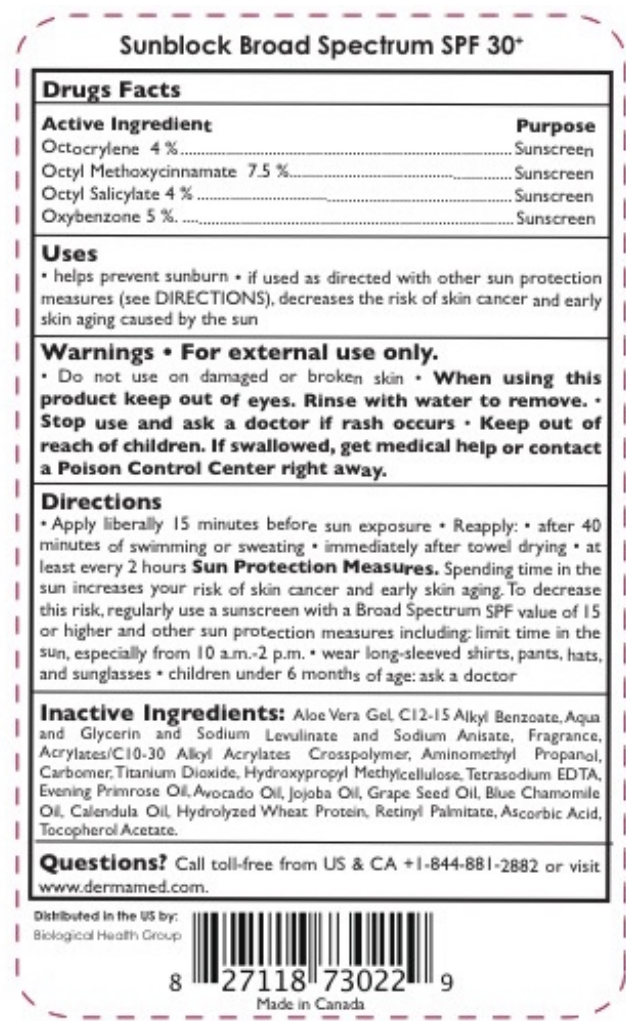 Sunblock Broad Spectrum SPF 30+
Drugs Facts
Active Ingredient Purpose
Octocrylene 4 %.......................................................................Sunscreen
Octyl Methoxycinnamate 7.5 %.............................................Sunscreen
Octyl Salicylate 4 %...................................................................Sunscreen
Oxybenzone 5 %. .....................................................................Sunscreen
Uses
• helps prevent sunburn • if used as directed with other sun protection
measures (see DIRECTIONS), decreases the risk of skin cancer and early
skin aging caused by the sun
Warnings • For external use only.
• Do not use on damaged or broken skin • When using this
product keep out of eyes. Rinse with water to remove. •
Stop use and ask a doctor if rash occurs • Keep out of
reach of children. If swallowed, get medical help or contact
a Poison Control Center right away.
Directions
• Apply liberally 15 minutes before sun exposure • Reapply: • after 40
minutes of swimming or sweating • immediately after towel drying • at
least every 2 hours Sun Protection Measures. Spending time in the
sun increases your risk of skin cancer and early skin aging. To decrease
this risk, regularly use a sunscreen with a Broad Spectrum SPF value of 15
or higher and other sun protection measures including: limit time in the
sun, especially from 10 a.m.-2 p.m. • wear long-sleeved shirts, pants, hats,
and sunglasses • children under 6 months of age: ask a doctor
Inactive Ingredients: Aloe Vera Gel, C12-15 Alkyl Benzoate, Aqua
and Glycerin and Sodium Levulinate and Sodium Anisate, Fragrance,
Acrylates/C10-30 Alkyl Acrylates Crosspolymer, Aminomethyl Propanol,
Carbomer, Titanium Dioxide, Hydroxypropyl Methylcellulose, Tetrasodium EDTA,
Evening Primrose Oil, Avocado Oil, Jojoba Oil, Grape Seed Oil, Blue Chamomile
Oil, Calendula Oil, Hydrolyzed Wheat Protein, Retinyl Palmitate, Ascorbic Acid,
Tocopherol Acetate.
Questions? Call toll-free from US & CA +1-844-881-2882 or visit
www.dermamed.com.
Distributed in the US by:
Biological Health Group
8 27118 73022 9
Made in Canada